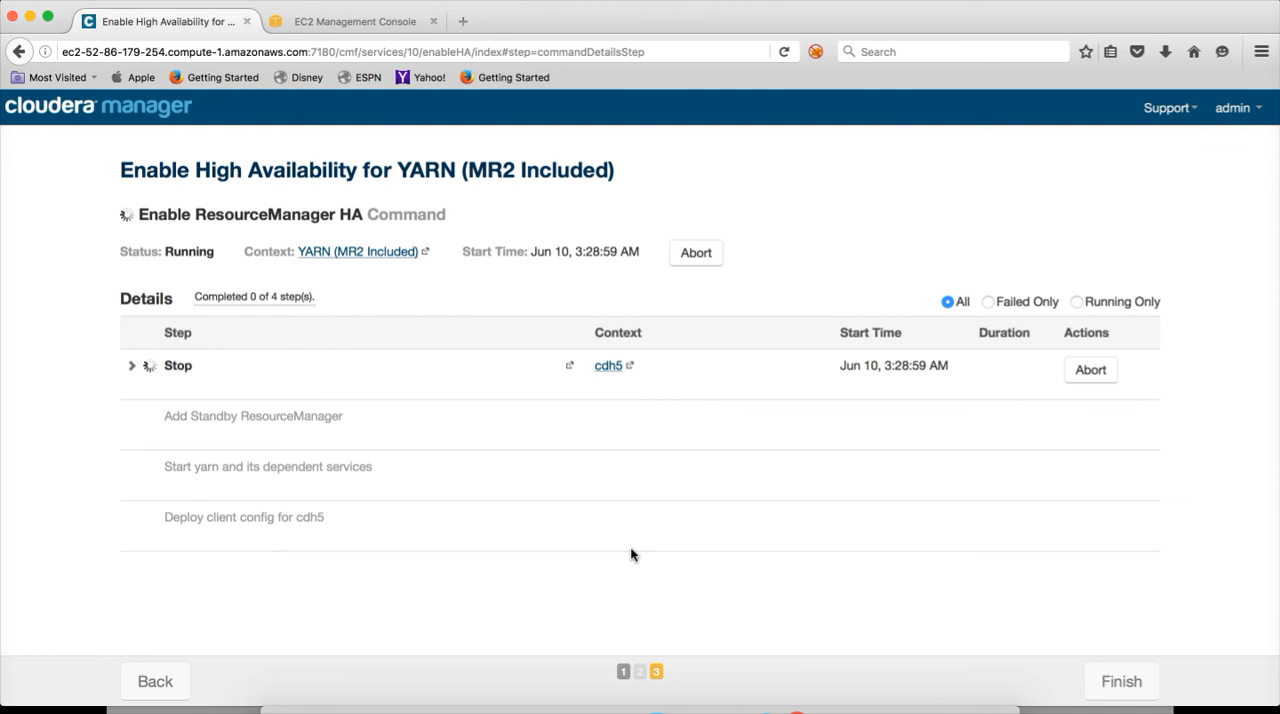 Enable High Availability for ...
EC2 Management Console
ec2-52-86-179-254.compute-1.amazonaws.com:7180/cmf/services/10/enableHA/index#step=commandDetailsStep
Search
Most Visited
Apple
Getting Started
Disney
ESPN
Yahoo!
Getting Started
cloudera manager
Support
admin
Enable High Availability for YARN (MR2 Included)
Enable ResourceManager HA Command
Status: Running Context: YARN (MR2 Included) Start Time: Jun 10, 3:28:59 AM Abort
Details Completed 0 of 4 step(s). All Failed Only Running Only
Step Context Start Time Duration Actions
Stop cdh5 Jun 10, 3:28:59 AM Abort
Add Standby ResourceManager
Start yarn and its dependent services
Deploy client config for cdh5
Back 1 2 3 Finish